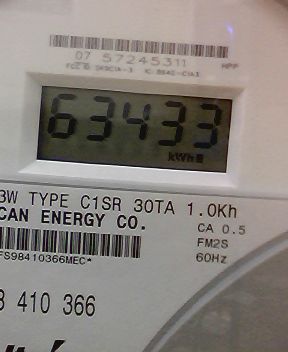 07 57245311
HPP
63433
kWh
3W TYPE C1SR 30TA 1.0Kh
CAN ENERGY CO.
CA 0.5
FM2S
60Hz
FS98410366MEC*
410 366